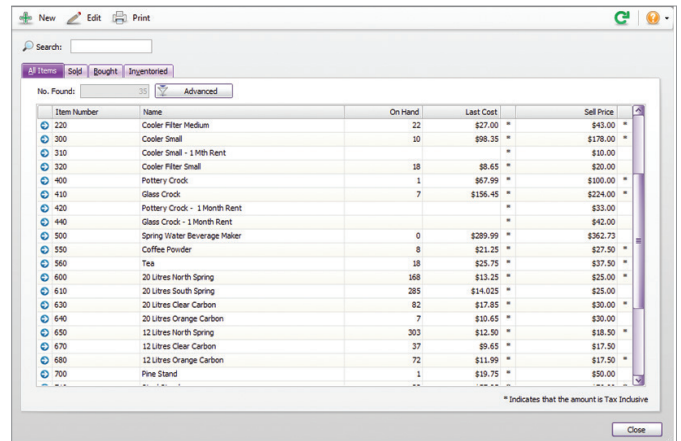 New Edit Print
Search:
All Items Sold Bought Inventoried
No. Found: 35 Advanced
Item Number Name On Hand Last Cost Sell Price
220 Cooler Filter Medium 22 $27.00 * $43.00 *
300 Cooler Small 10 $98.35 * $178.00 *
310 Cooler Small - 1 Mth Rent * $10.00
320 Cooler Filter Small 18 $8.65 * $20.00
400 Pottery Crock 1 $67.99 * $100.00 *
410 Glass Crock 7 $156.45 * $224.00 *
420 Pottery Crock - 1 Month Rent * $33.00
440 Glass Crock - 1 Month Rent * $42.00
500 Spring Water Beverage Maker 0 $289.99 * $362.73
550 Coffee Powder 8 $21.25 * $27.50 *
560 Tea 18 $25.75 * $37.50 *
600 20 Litres North Spring 168 $13.25 * $25.00 *
610 20 Litres South Spring 285 $14.025 * $25.00
630 20 Litres Clear Carbon 82 $17.85 * $30.00 *
640 20 Litres Orange Carbon 7 $10.65 * $30.00
650 12 Litres North Spring 303 $12.50 * $18.50 *
670 12 Litres Clear Carbon 37 $9.65 * $17.50
680 12 Litres Orange Carbon 72 $11.99 * $17.50 *
700 Pine Stand 1 $19.75 * $50.00
* Indicates that the amount is Tax Inclusive
Close